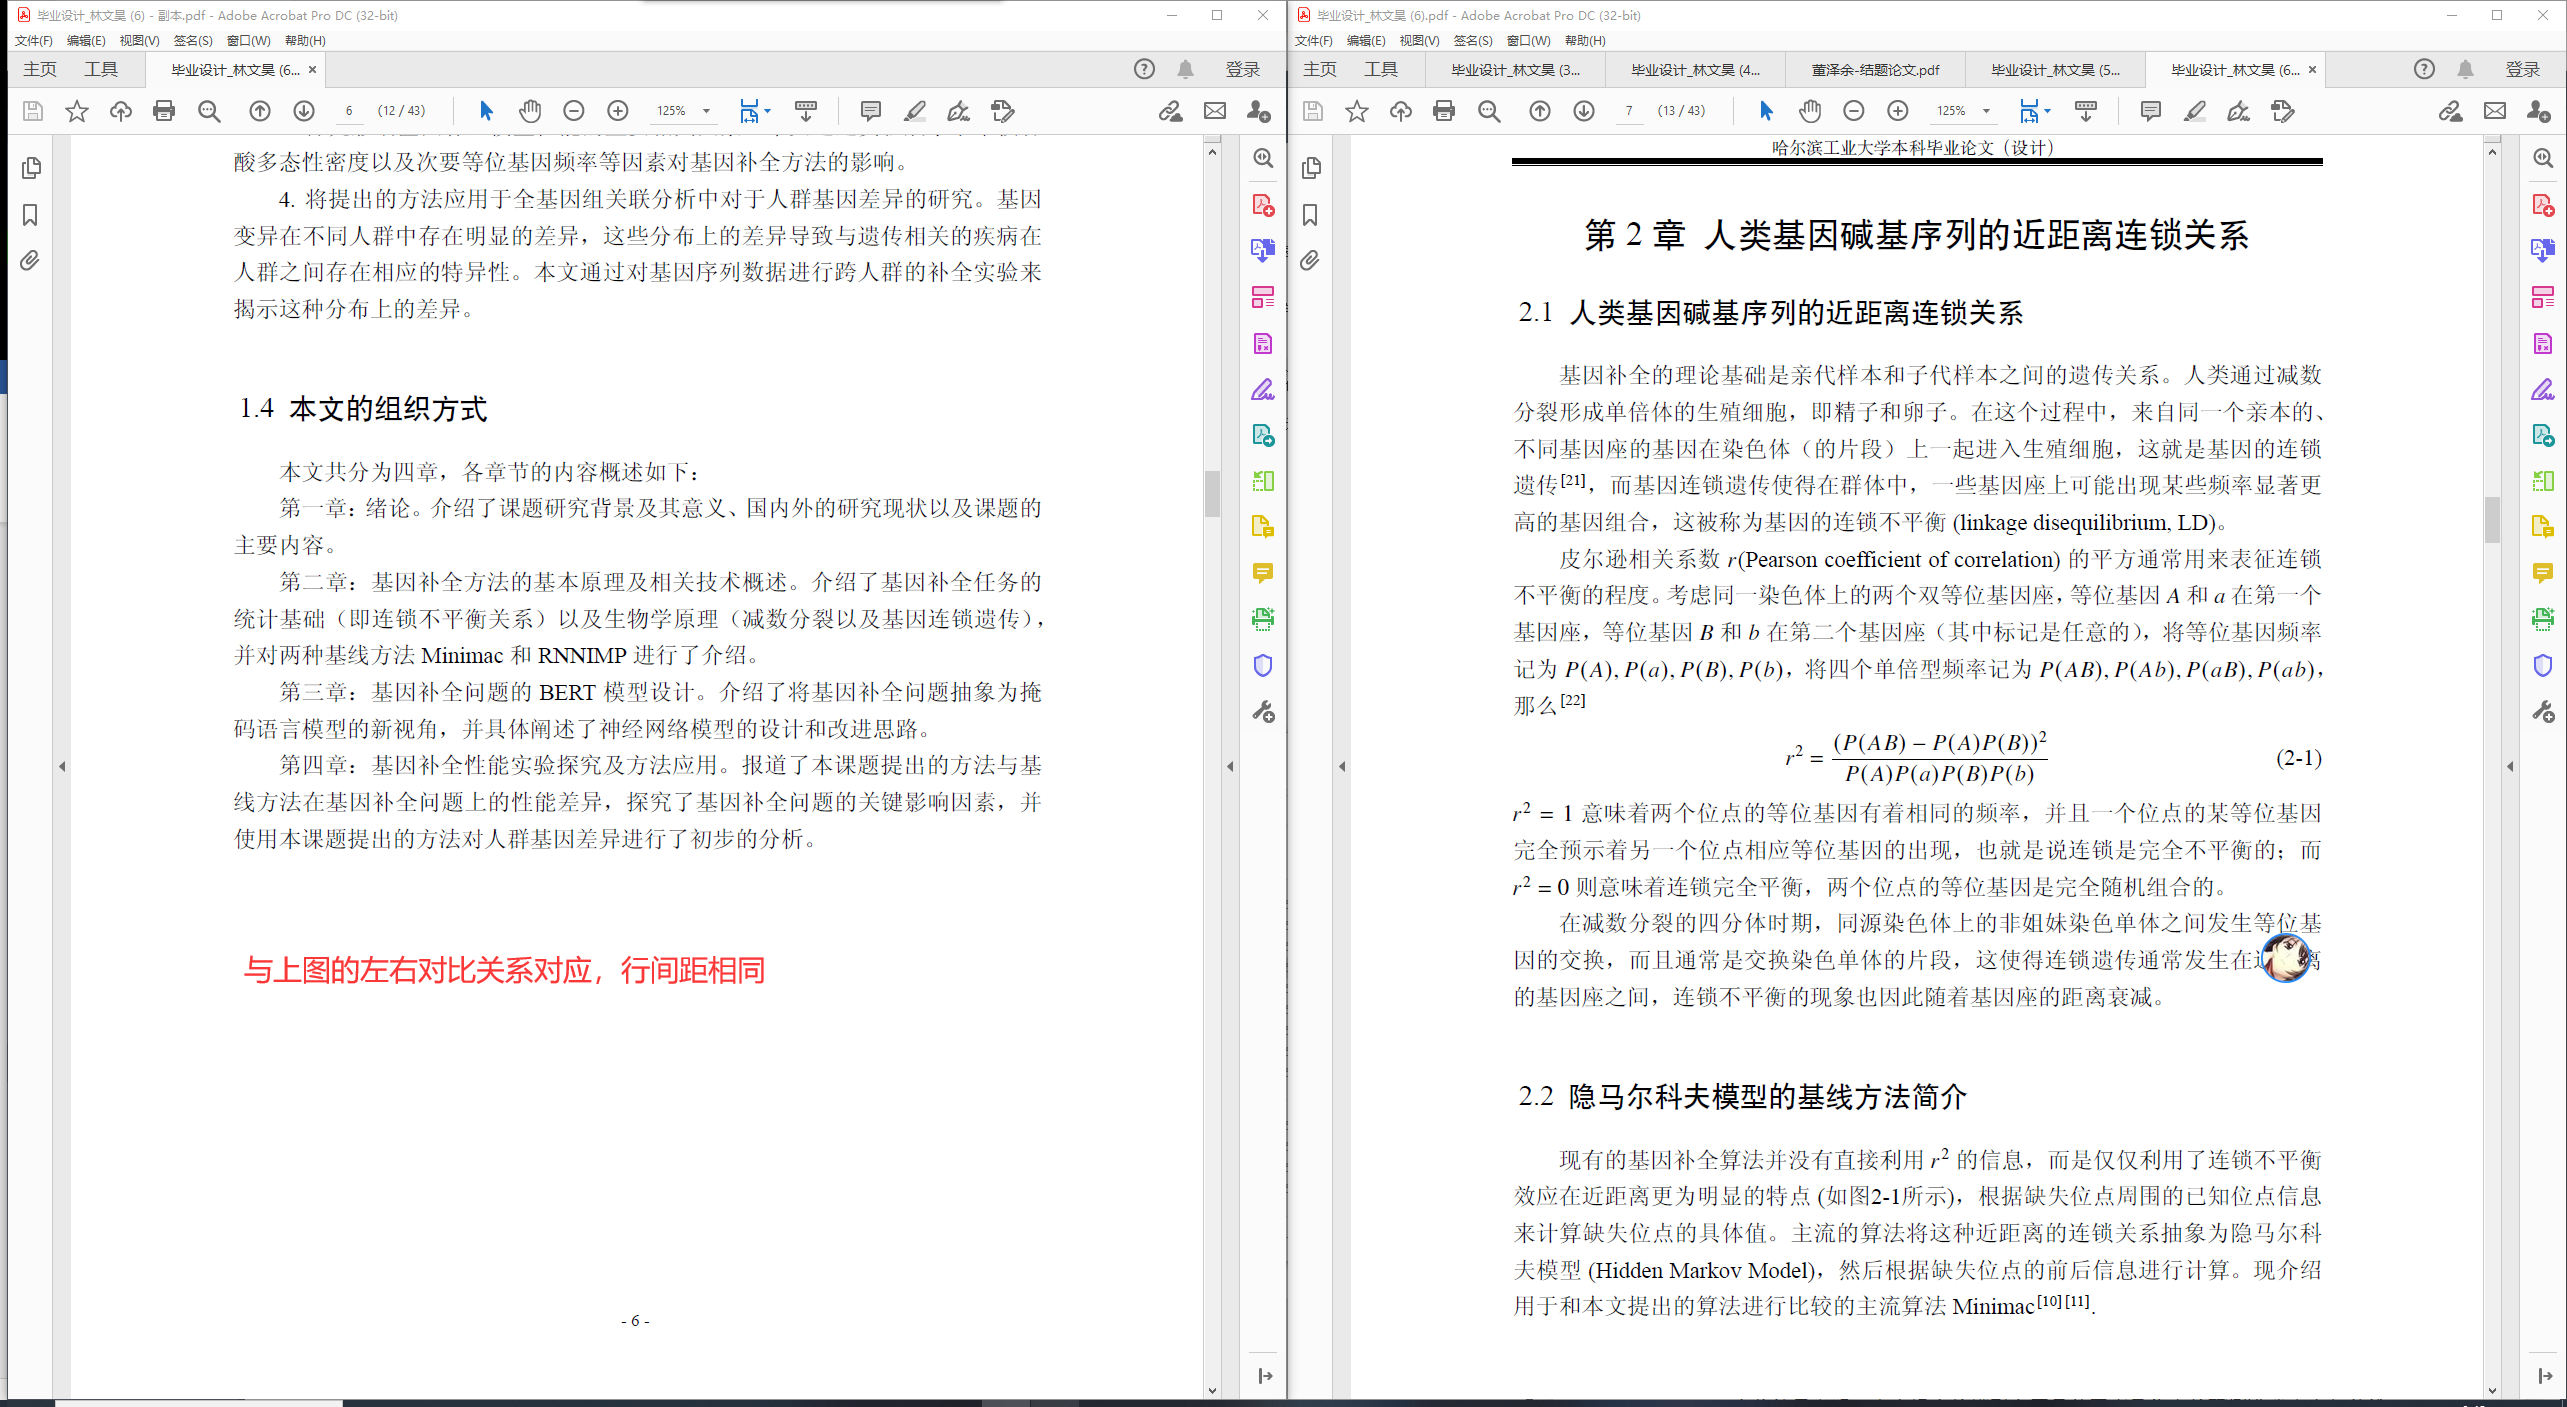 毕业设计_林文昊 (6) - 副本.pdf - Adobe Acrobat Pro DC (32-bit)
文件(F) 编辑(E) 视图(V) 签名(S) 窗口(W) 帮助(H)
主页 工具 毕业设计_林文昊 (6... × 登录
6 (12 / 43) 125%
酸多态性密度以及次要等位基因频率等因素对基因补全方法的影响。
4. 将提出的方法应用于全基因组关联分析中对于人群基因差异的研究。基因
变异在不同人群中存在明显的差异，这些分布上的差异导致与遗传相关的疾病在
人群之间存在相应的特异性。本文通过对基因序列数据进行跨人群的补全实验来
揭示这种分布上的差异。
1.4 本文的组织方式
本文共分为四章，各章节的内容概述如下：
第一章：绪论。介绍了课题研究背景及其意义、国内外的研究现状以及课题的
主要内容。
第二章：基因补全方法的基本原理及相关技术概述。介绍了基因补全任务的
统计基础（即连锁不平衡关系）以及生物学原理（减数分裂以及基因连锁遗传），
并对两种基线方法 Minimac 和 RNNIMP 进行了介绍。
第三章：基因补全问题的 BERT 模型设计。介绍了将基因补全问题抽象为掩
码语言模型的新视角，并具体阐述了神经网络模型的设计和改进思路。
第四章：基因补全性能实验探究及方法应用。报道了本课题提出的方法与基
线方法在基因补全问题上的性能差异，探究了基因补全问题的关键影响因素，并
使用本课题提出的方法对人群基因差异进行了初步的分析。
与上图的左右对比关系对应，行间距相同
- 6 -
毕业设计_林文昊 (6).pdf - Adobe Acrobat Pro DC (32-bit)
文件(F) 编辑(E) 视图(V) 签名(S) 窗口(W) 帮助(H)
主页 工具 毕业设计_林文昊 (3... 毕业设计_林文昊 (4... 董泽余-结题论文.pdf 毕业设计_林文昊 (5... 毕业设计_林文昊 (6... × 登录
7 (13 / 43) 125%
哈尔滨工业大学本科毕业论文（设计）
第 2 章 人类基因碱基序列的近距离连锁关系
2.1 人类基因碱基序列的近距离连锁关系
基因补全的理论基础是亲代样本和子代样本之间的遗传关系。人类通过减数
分裂形成单倍体的生殖细胞，即精子和卵子。在这个过程中，来自同一个亲本的、
不同基因座的基因在染色体（的片段）上一起进入生殖细胞，这就是基因的连锁
遗传[21]，而基因连锁遗传使得在群体中，一些基因座上可能出现某些频率显著更
高的基因组合，这被称为基因的连锁不平衡 (linkage disequilibrium, LD)。
皮尔逊相关系数 r(Pearson coefficient of correlation) 的平方通常用来表征连锁
不平衡的程度。考虑同一染色体上的两个双等位基因座，等位基因 A 和 a 在第一个
基因座，等位基因 B 和 b 在第二个基因座（其中标记是任意的），将等位基因频率
记为 P(A), P(a), P(B), P(b)，将四个单倍型频率记为 P(AB), P(Ab), P(aB), P(ab)，
那么[22]
r² = (P(AB) − P(A)P(B))² / P(A)P(a)P(B)P(b) (2-1)
r² = 1 意味着两个位点的等位基因有着相同的频率，并且一个位点的某等位基因
完全预示着另一个位点相应等位基因的出现，也就是说连锁是完全不平衡的；而
r² = 0 则意味着连锁完全平衡，两个位点的等位基因是完全随机组合的。
在减数分裂的四分体时期，同源染色体上的非姐妹染色单体之间发生等位基
因的交换，而且通常是交换染色单体的片段，这使得连锁遗传通常发生在近 离
的基因座之间，连锁不平衡的现象也因此随着基因座的距离衰减。
2.2 隐马尔科夫模型的基线方法简介
现有的基因补全算法并没有直接利用 r² 的信息，而是仅仅利用了连锁不平衡
效应在近距离更为明显的特点 (如图2-1所示)，根据缺失位点周围的已知位点信息
来计算缺失位点的具体值。主流的算法将这种近距离的连锁关系抽象为隐马尔科
夫模型 (Hidden Markov Model)，然后根据缺失位点的前后信息进行计算。现介绍
用于和本文提出的算法进行比较的主流算法 Minimac[10][11].